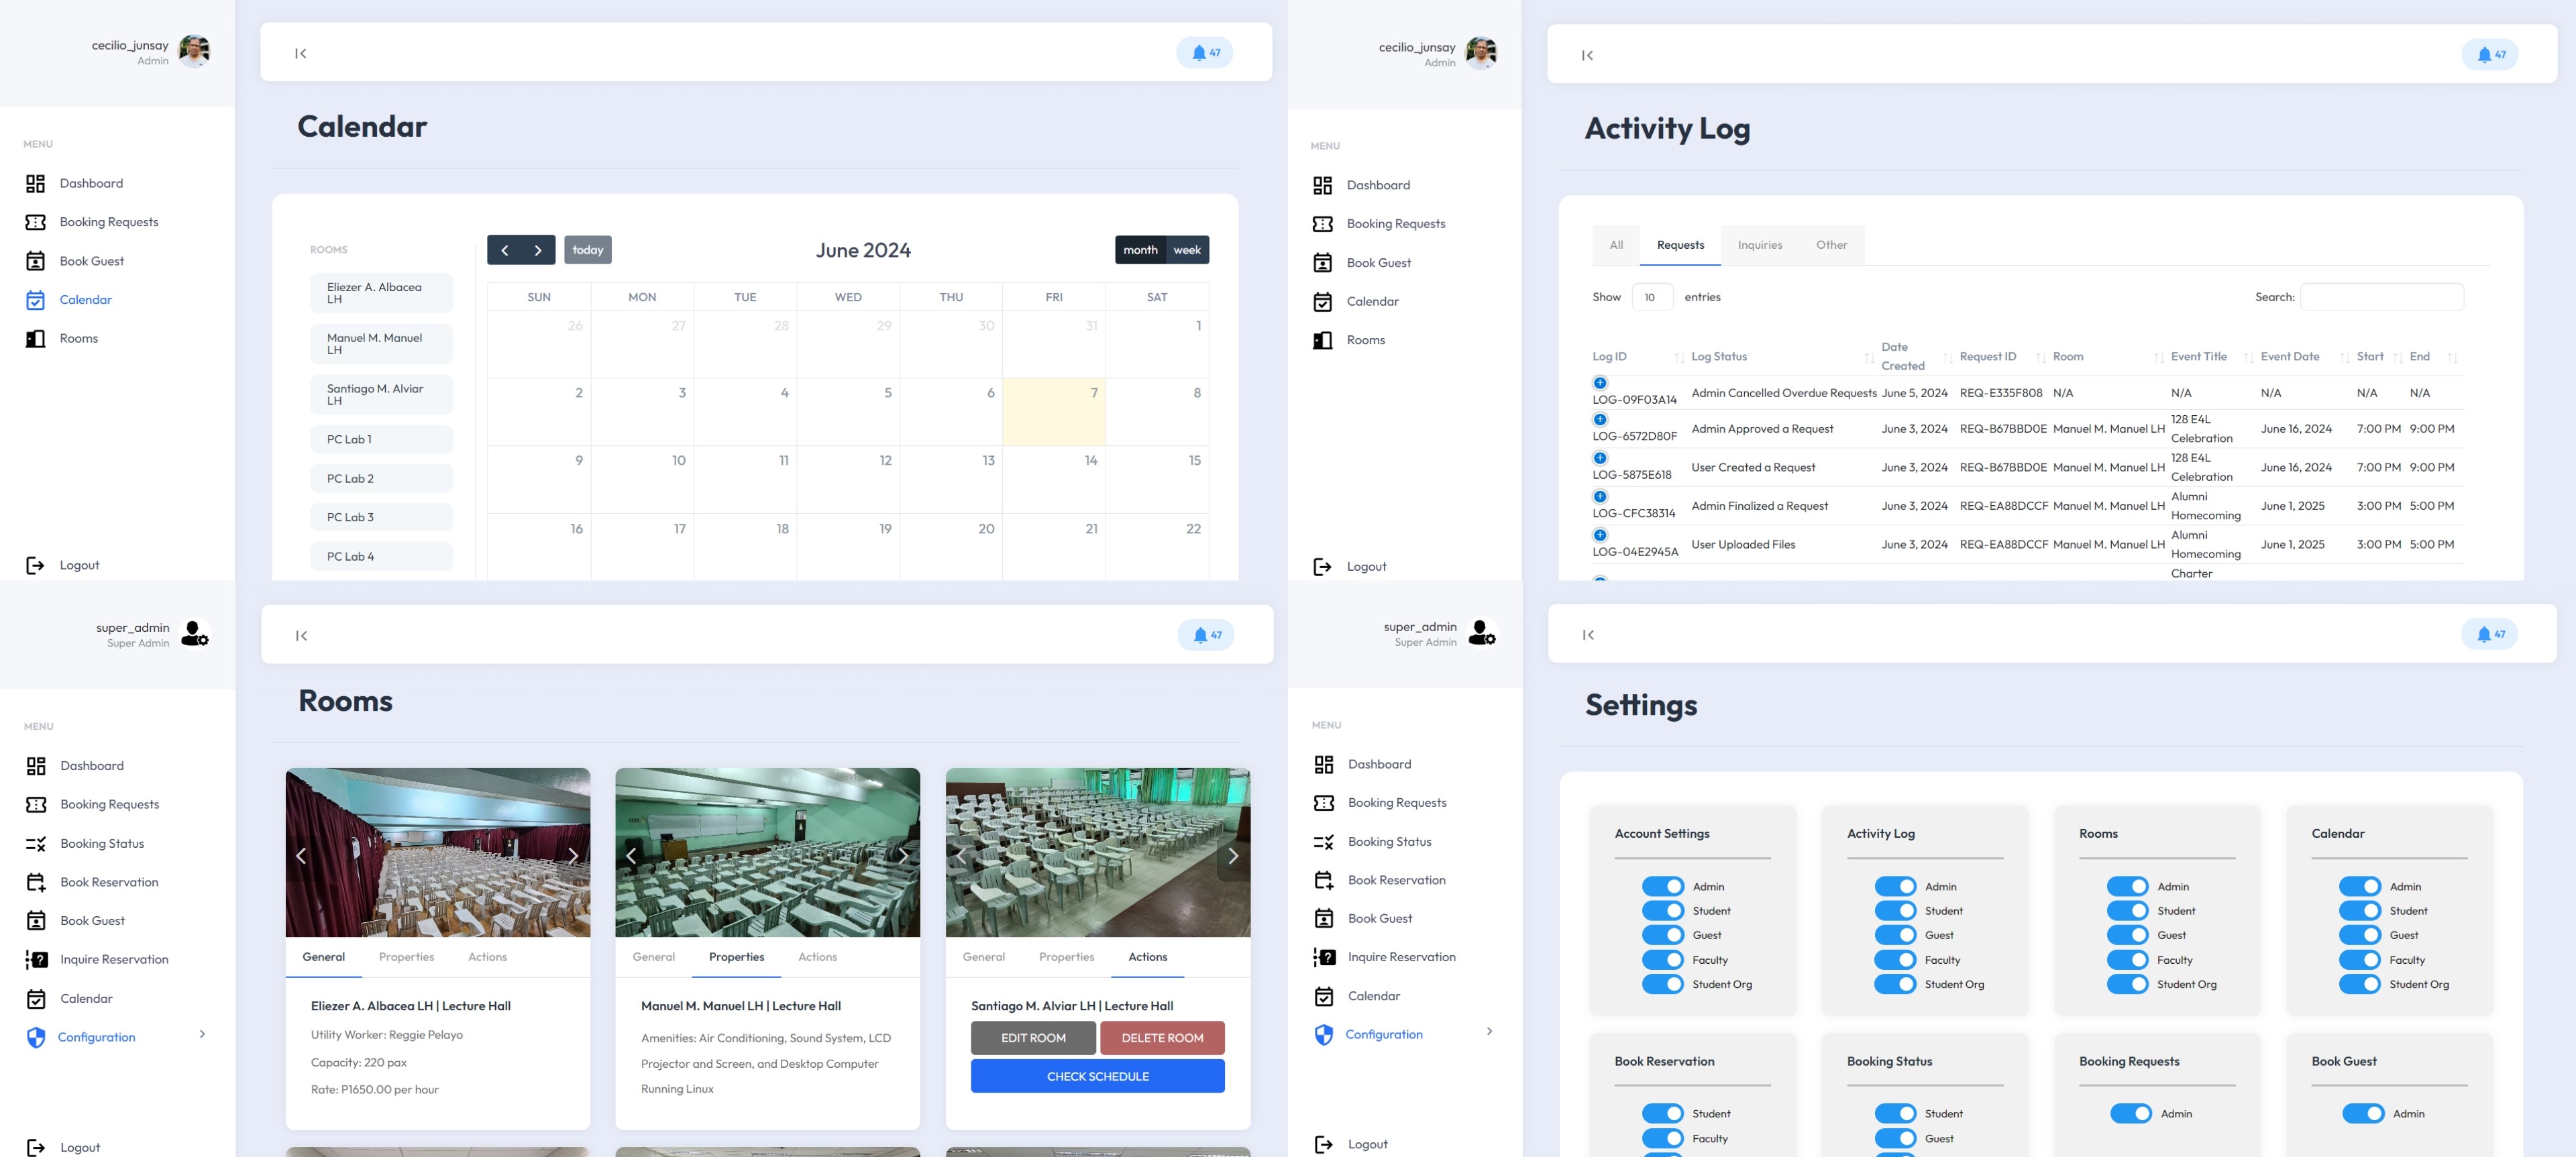 cecilio_junsay
Admin
47
MENU
Dashboard
Booking Requests
Book Guest
Calendar
Rooms
Logout
Calendar
ROOMS
Eliezer A. Albacea
LH
Manuel M. Manuel
LH
Santiago M. Alviar
LH
PC Lab 1
PC Lab 2
PC Lab 3
PC Lab 4
today
June 2024
month week
SUN MON TUE WED THU FRI SAT
26 27 28 29 30 31 1
2 3 4 5 6 7 8
9 10 11 12 13 14 15
16 17 18 19 20 21 22
cecilio_junsay
Admin
47
MENU
Dashboard
Booking Requests
Book Guest
Calendar
Rooms
Logout
Activity Log
All Requests Inquiries Other
Show 10 entries Search:
Log ID Log Status Date Created Request ID Room Event Title Event Date Start End
LOG-09F03A14 Admin Cancelled Overdue Requests June 5, 2024 REQ-E335F808 N/A N/A N/A N/A N/A
LOG-6572D80F Admin Approved a Request June 3, 2024 REQ-B67BBD0E Manuel M. Manuel LH 128 E4L Celebration June 16, 2024 7:00 PM 9:00 PM
LOG-5875E618 User Created a Request June 3, 2024 REQ-B67BBD0E Manuel M. Manuel LH 128 E4L Celebration June 16, 2024 7:00 PM 9:00 PM
LOG-CFC38314 Admin Finalized a Request June 3, 2024 REQ-EA88DCCF Manuel M. Manuel LH Alumni Homecoming June 1, 2025 3:00 PM 5:00 PM
LOG-04E2945A User Uploaded Files June 3, 2024 REQ-EA88DCCF Manuel M. Manuel LH Alumni Homecoming June 1, 2025 3:00 PM 5:00 PM
Charter
super_admin
Super Admin
47
MENU
Dashboard
Booking Requests
Booking Status
Book Reservation
Book Guest
Inquire Reservation
Calendar
Configuration
Logout
Rooms
General Properties Actions
Eliezer A. Albacea LH | Lecture Hall
Utility Worker: Reggie Pelayo
Capacity: 220 pax
Rate: P1650.00 per hour
General Properties Actions
Manuel M. Manuel LH | Lecture Hall
Amenities: Air Conditioning, Sound System, LCD
Projector and Screen, and Desktop Computer
Running Linux
General Properties Actions
Santiago M. Alviar LH | Lecture Hall
EDIT ROOM DELETE ROOM
CHECK SCHEDULE
super_admin
Super Admin
47
MENU
Dashboard
Booking Requests
Booking Status
Book Reservation
Book Guest
Inquire Reservation
Calendar
Configuration
Logout
Settings
Account Settings
Admin
Student
Guest
Faculty
Student Org
Activity Log
Admin
Student
Guest
Faculty
Student Org
Rooms
Admin
Student
Guest
Faculty
Student Org
Calendar
Admin
Student
Guest
Faculty
Student Org
Book Reservation
Student
Faculty
Booking Status
Student
Guest
Booking Requests
Admin
Book Guest
Admin